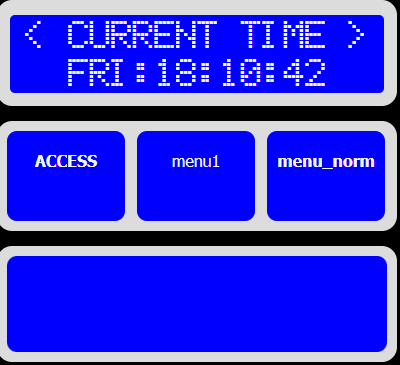 < CURRENT TIME >
FRI:18:10:42
ACCESS
menu1
menu_norm